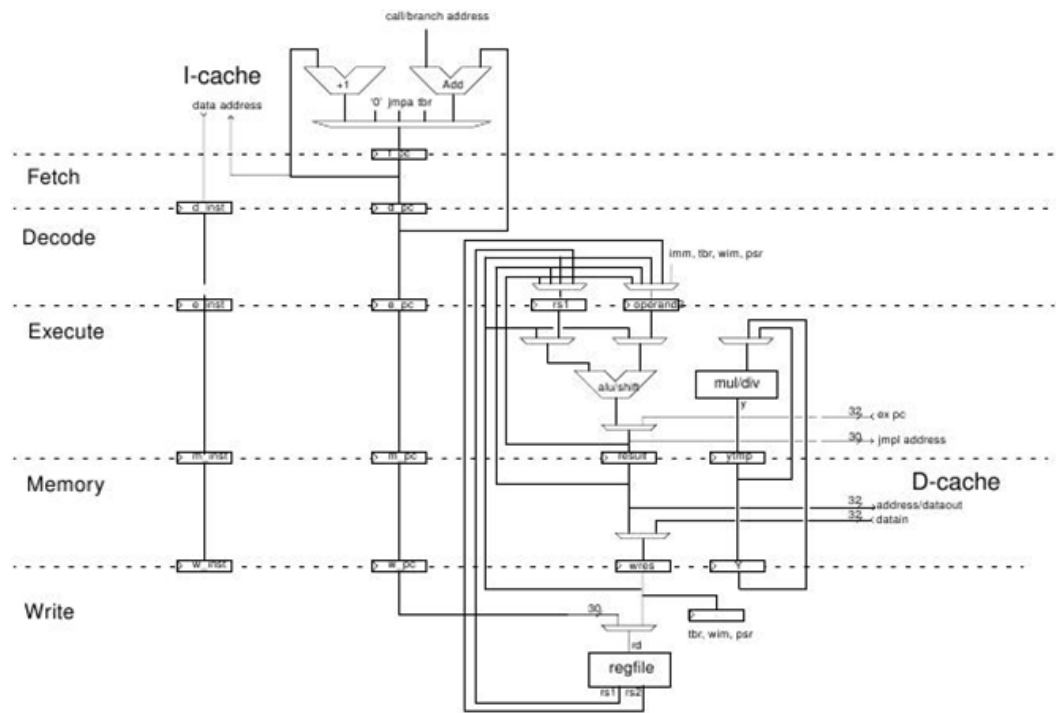 call/branch address
I-cache
+1
Add
data address
'0' jmpa tbr
f_pc
Fetch
d_inst
d_pc
Decode
imm, tbr, wim, psr
e_inst
e_pc
rs1
operand2
Execute
alu/shift
mul/div
y
32
ex pc
30
jmpl address
m_inst
m_pc
result
ytmp
Memory
D-cache
32
address/dataout
32
datain
w_inst
w_pc
wres
Y
Write
30
tbr, wim, psr
rd
regfile
rs1 rs2